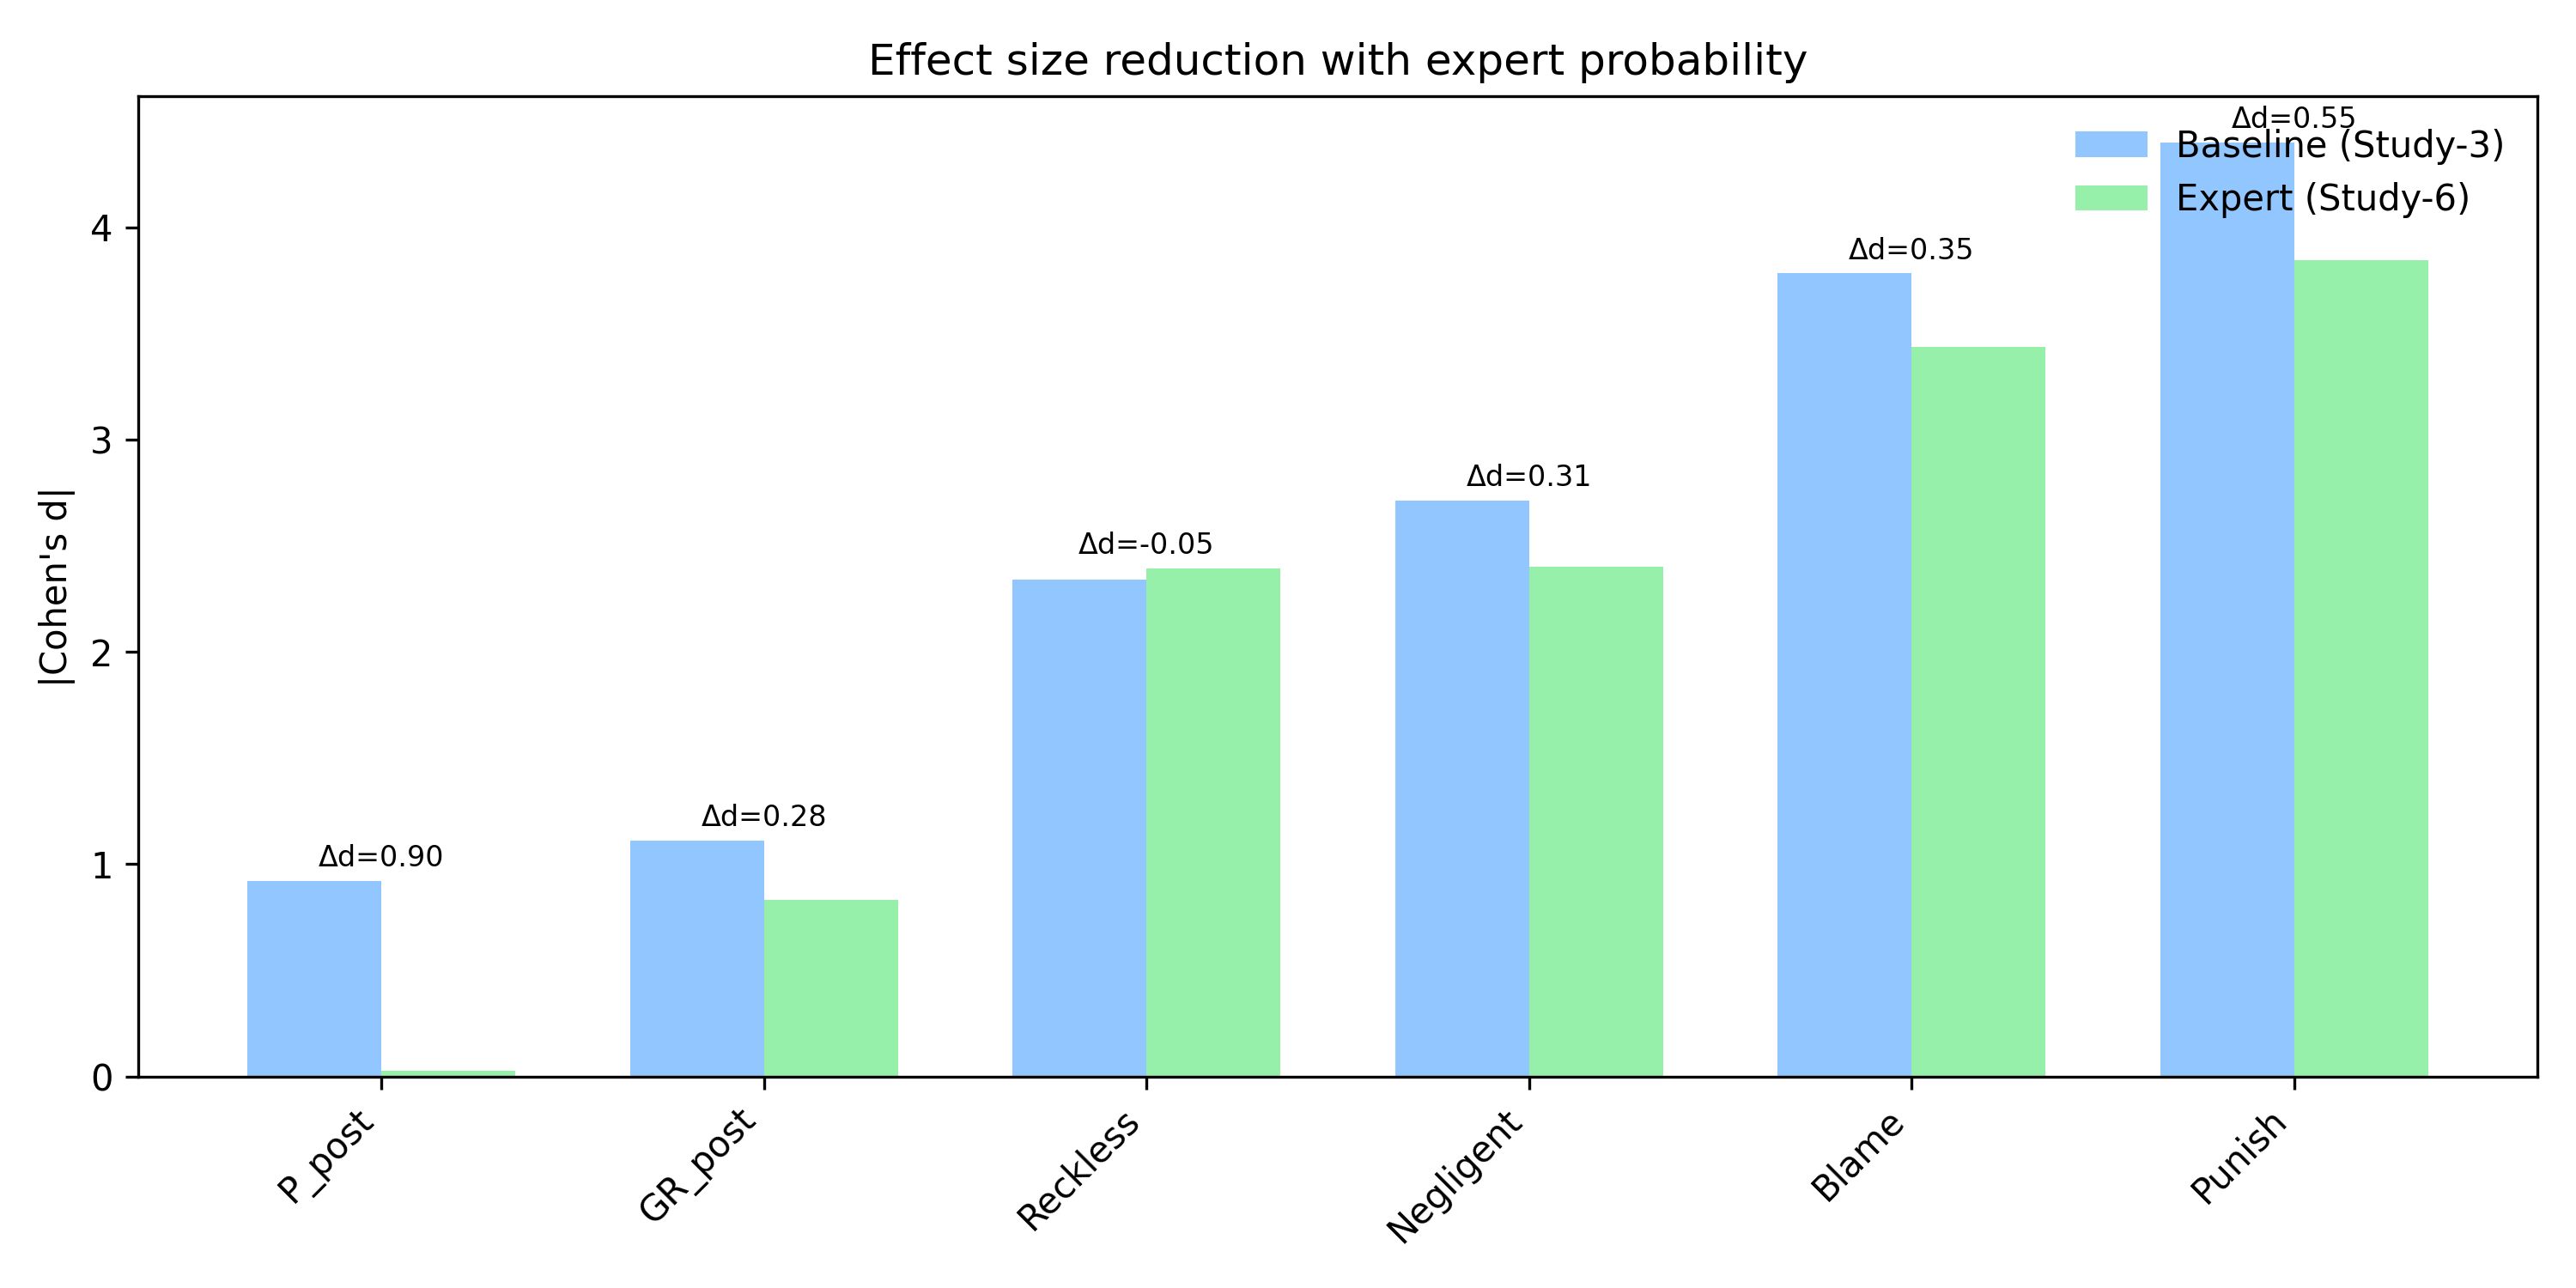 Effect size reduction with expert probability
Δd=0.55
Baseline (Study-3)
Expert (Study-6)
Δd=0.35
Δd=0.31
Δd=-0.05
Δd=0.28
Δd=0.90
|Cohen's d|
4
3
2
1
0
P_post
GR_post
Reckless
Negligent
Blame
Punish